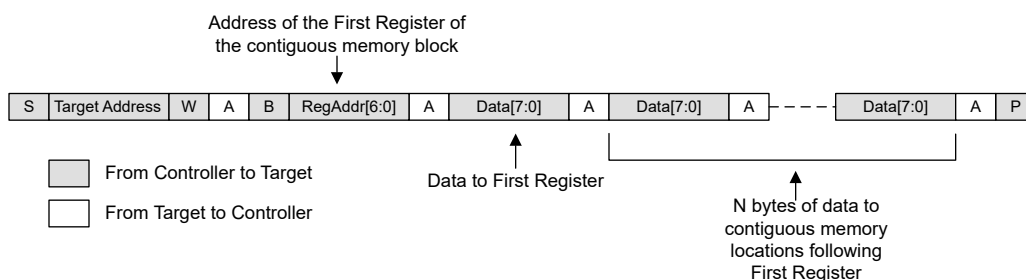 Address of the First Register of
the contiguous memory block
S Target Address W A B RegAddr[6:0] A Data[7:0] A Data[7:0] A Data[7:0] A P
From Controller to Target
Data to First Register
From Target to Controller
N bytes of data to
contiguous memory
locations following
First Register